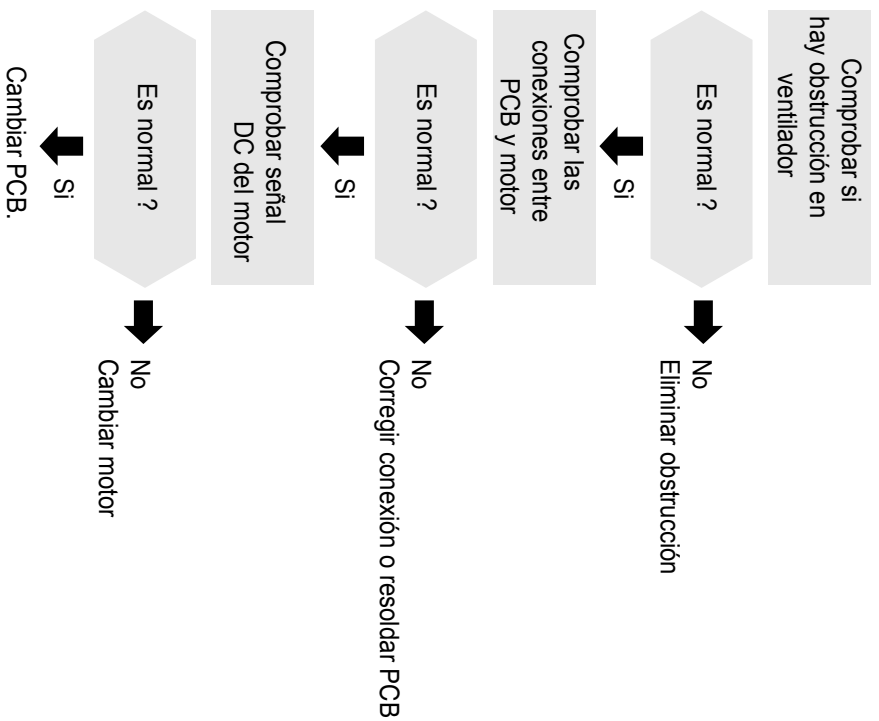 Comprobar si
hay obstrucción en
ventilador
Es normal ?
No
Eliminar obstrucción
Si
Comprobar las
conexiones entre
PCB y motor
Es normal ?
No
Corregir conexión o resoldar PCB
Si
Comprobar señal
DC del motor
Es normal ?
No
Cambiar motor
Si
Cambiar PCB.